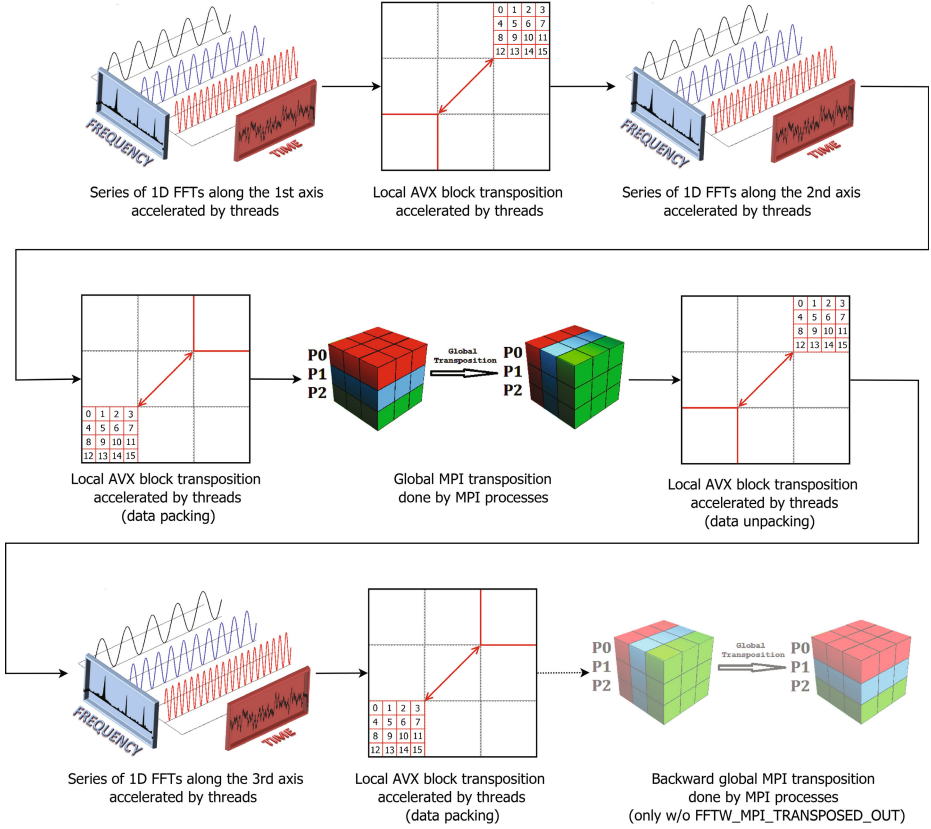 0 1 2 3
4 5 6 7
8 9 10 11
12 13 14 15
FREQUENCY
TIME
FREQUENCY
TIME
Series of 1D FFTs along the 1st axis
accelerated by threads
Local AVX block transposition
accelerated by threads
Series of 1D FFTs along the 2nd axis
accelerated by threads
0 1 2 3
4 5 6 7
8 9 10 11
12 13 14 15
Local AVX block transposition
accelerated by threads
(data packing)
P0
P1
P2
Global
Transposition
P0
P1
P2
Global MPI transposition
done by MPI processes
0 1 2 3
4 5 6 7
8 9 10 11
12 13 14 15
Local AVX block transposition
accelerated by threads
(data unpacking)
FREQUENCY
TIME
Series of 1D FFTs along the 3rd axis
accelerated by threads
0 1 2 3
4 5 6 7
8 9 10 11
12 13 14 15
Local AVX block transposition
accelerated by threads
(data packing)
P0
P1
P2
Global
Transposition
P0
P1
P2
Backward global MPI transposition
done by MPI processes
(only w/o FFTW_MPI_TRANSPOSED_OUT)